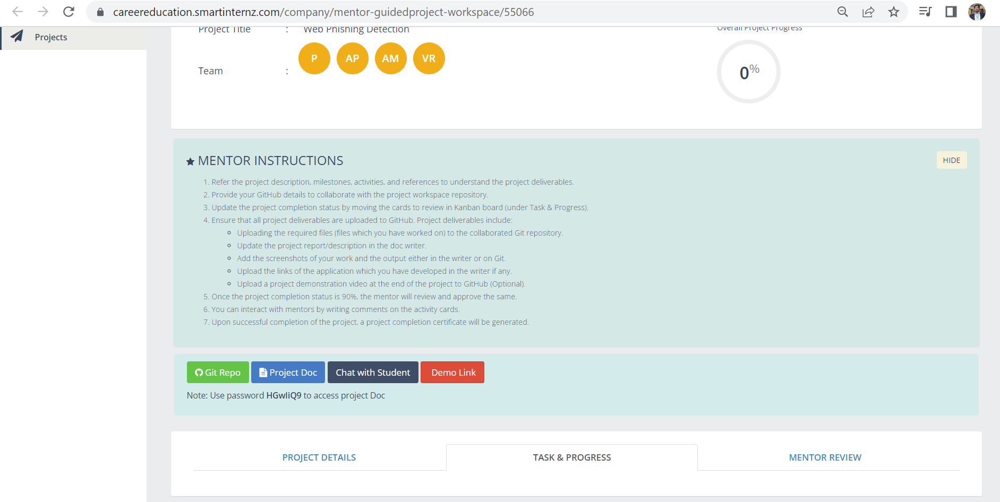 careereducation.smartinternz.com/company/mentor-guidedproject-workspace/55066
Projects
Project Title : Web Phishing Detection
Overall Project Progress
P AP AM VR
Team :
0%
MENTOR INSTRUCTIONS
HIDE
1. Refer the project description, milestones, activities, and references to understand the project deliverables.
2. Provide your GitHub details to collaborate with the project workspace repository.
3. Update the project completion status by moving the cards to review in Kanban board (under Task & Progress).
4. Ensure that all project deliverables are uploaded to GitHub. Project deliverables include:
Uploading the required files (files which you have worked on) to the collaborated Git repository.
Update the project report/description in the doc writer.
Add the screenshots of your work and the output either in the writer or on Git.
Upload the links of the application which you have developed in the writer if any.
Upload a project demonstration video at the end of the project to GitHub (Optional).
5. Once the project completion status is 90%, the mentor will review and approve the same.
6. You can interact with mentors by writing comments on the activity cards.
7. Upon successful completion of the project, a project completion certificate will be generated.
Git Repo Project Doc Chat with Student Demo Link
Note: Use password HGwIiQ9 to access project Doc
PROJECT DETAILS TASK & PROGRESS MENTOR REVIEW